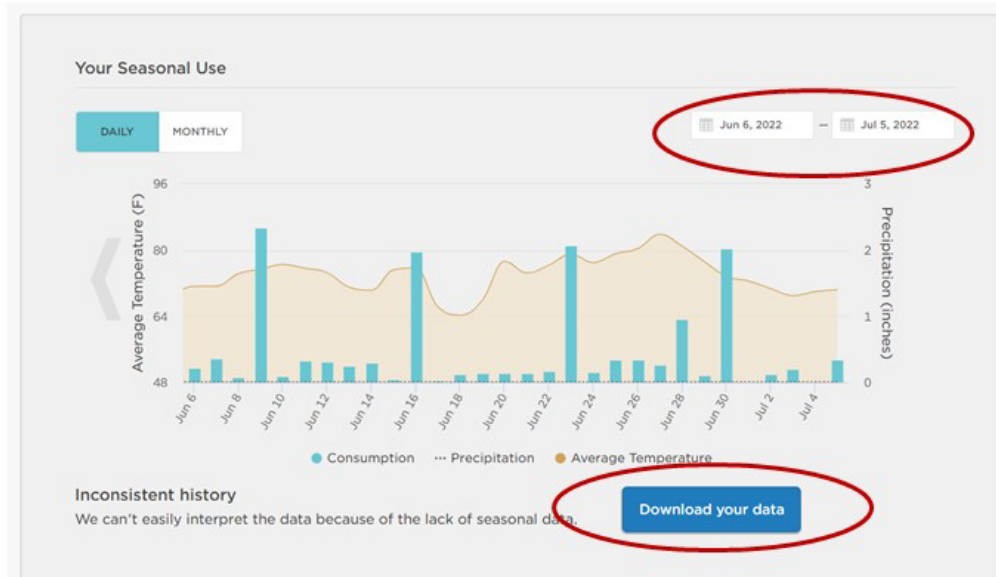 Your Seasonal Use
DAILY
MONTHLY
Jun 6, 2022 – Jul 5, 2022
Average Temperature (F)
96
80
64
48
Precipitation (inches)
3
2
1
0
Jun 6
Jun 8
Jun 10
Jun 12
Jun 14
Jun 16
Jun 18
Jun 20
Jun 22
Jun 24
Jun 26
Jun 28
Jun 30
Jul 2
Jul 4
Consumption
Precipitation
Average Temperature
Inconsistent history
We can't easily interpret the data because of the lack of seasonal data.
Download your data